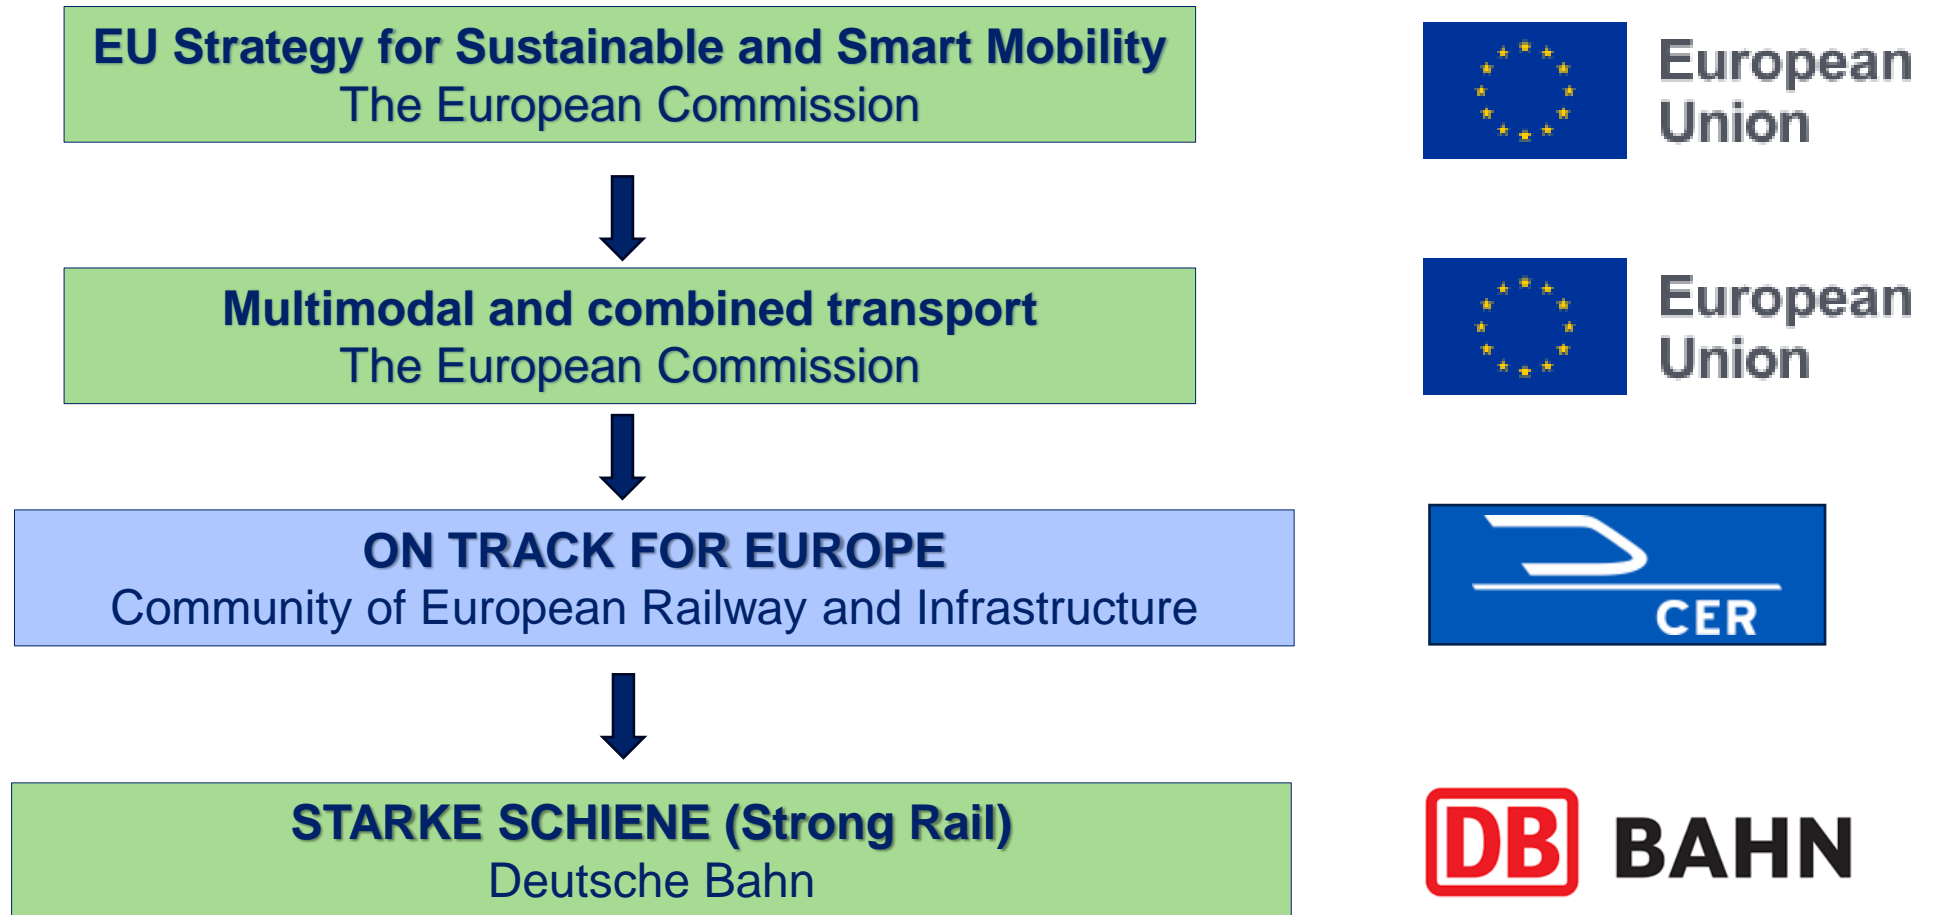 EU Strategy for Sustainable and Smart Mobility
The European Commission
European
Union
Multimodal and combined transport
The European Commission
European
Union
ON TRACK FOR EUROPE
Community of European Railway and Infrastructure
CER
STARKE SCHIENE (Strong Rail)
Deutsche Bahn
DB BAHN